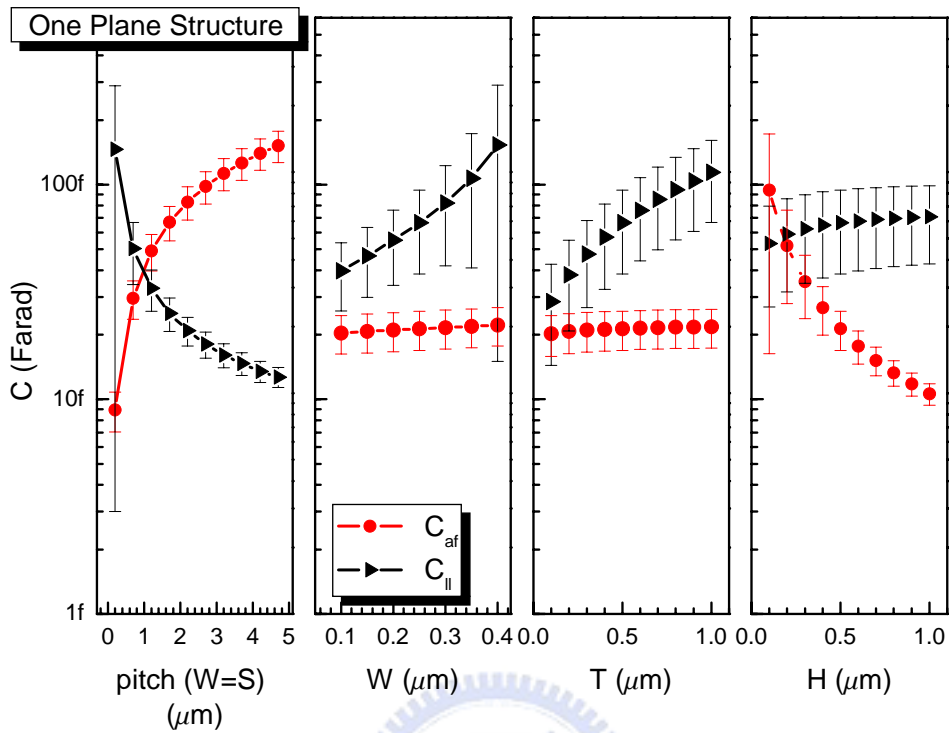 One Plane Structure
C (Farad)
100f
10f
1f
C_af
C_ll
0 1 2 3 4 5
0.1 0.2 0.3 0.4
0.0 0.5 1.0
0.0 0.5 1.0
pitch (W=S)
(μm)
W (μm)
T (μm)
H (μm)